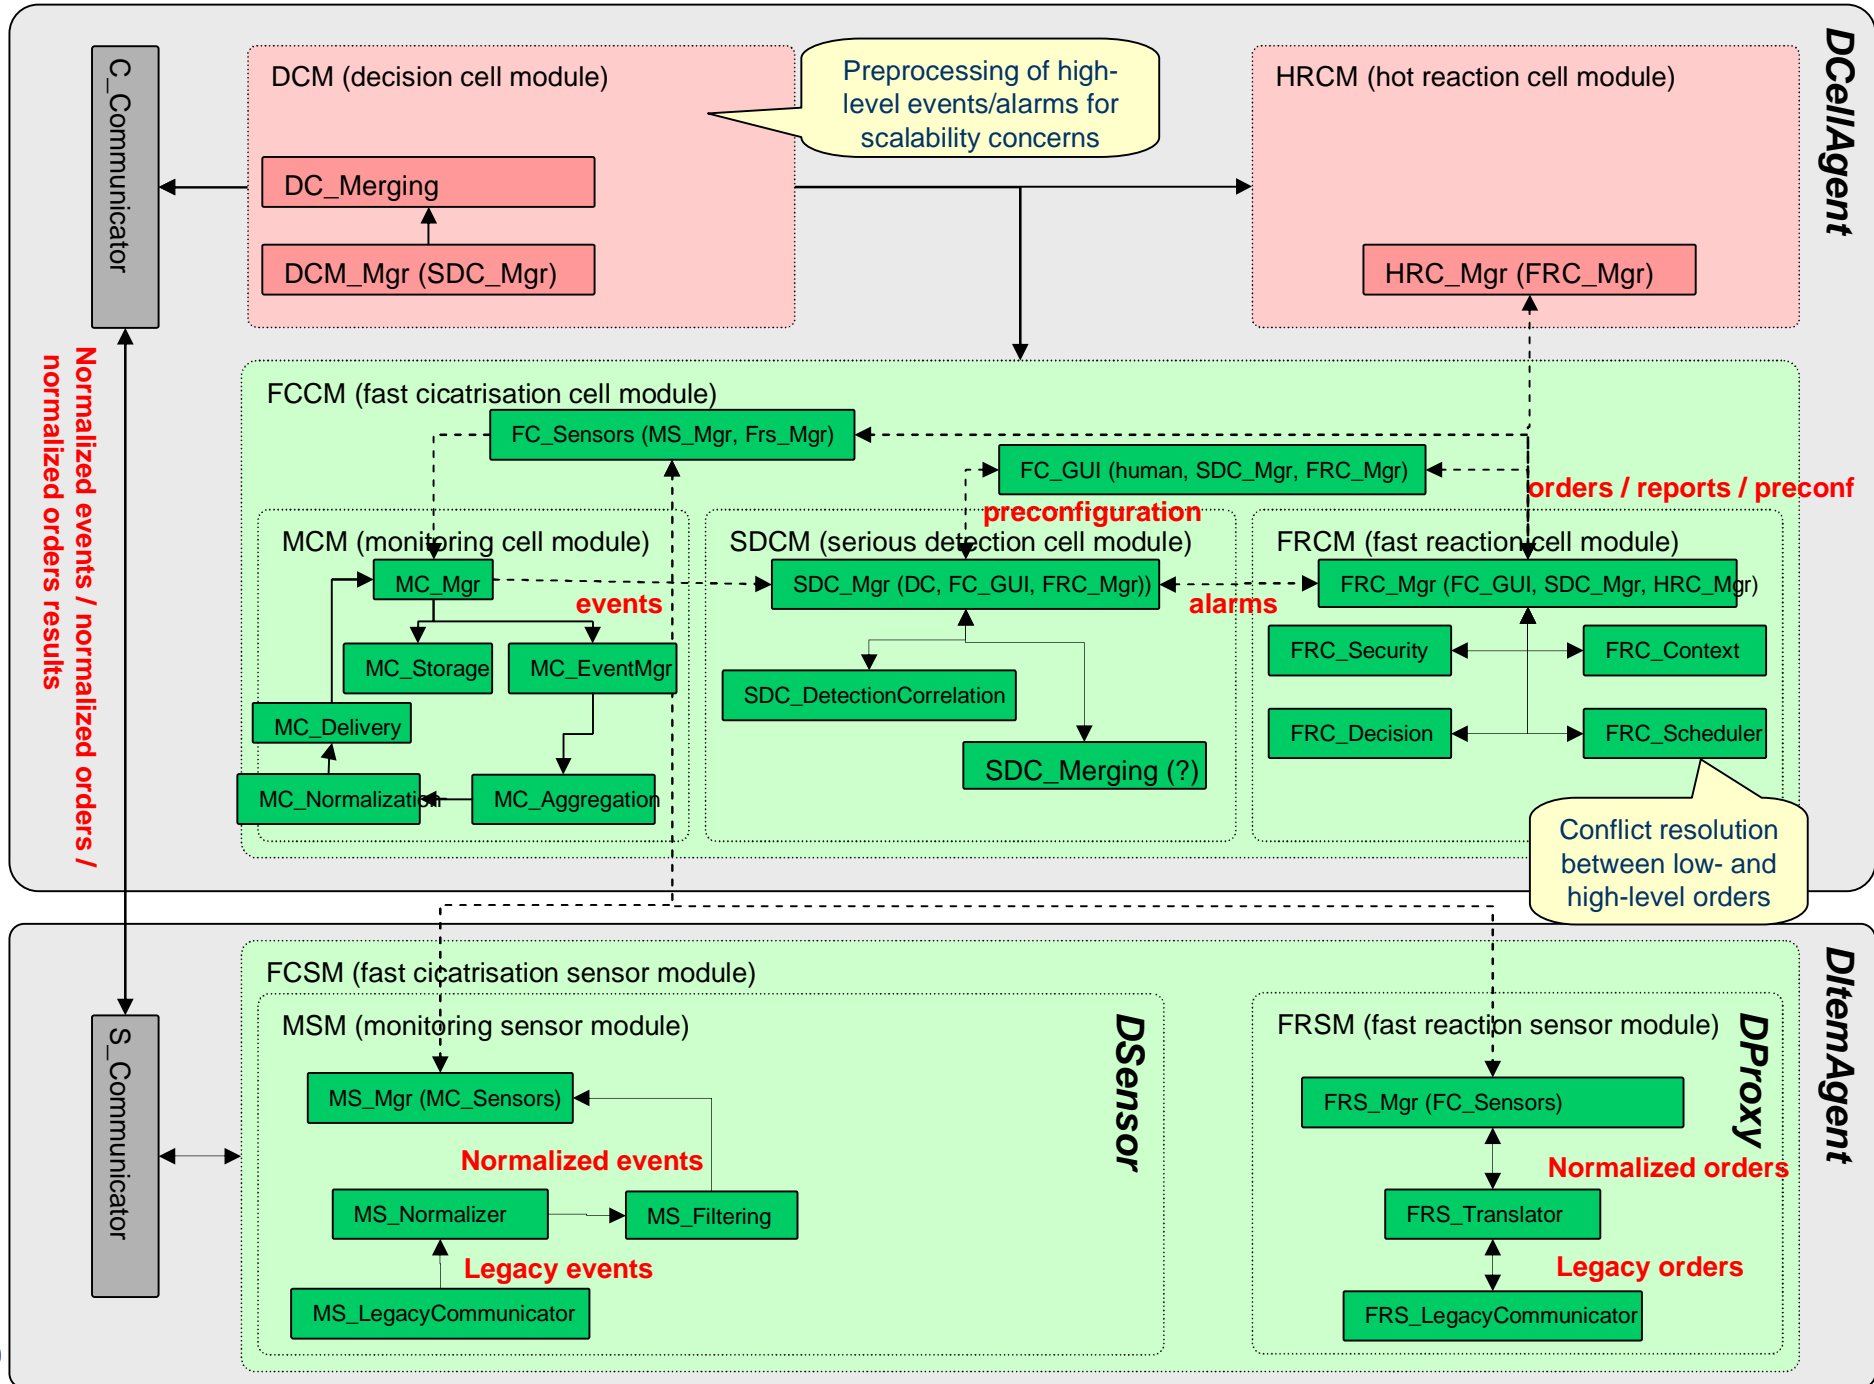 DCellAgent
C_Communicator
DCM (decision cell module)
Preprocessing of high-
level events/alarms for
scalability concerns
HRCM (hot reaction cell module)
DC_Merging
DCM_Mgr (SDC_Mgr)
HRC_Mgr (FRC_Mgr)
Normalized events / normalized orders /
normalized orders results
FCCM (fast cicatrisation cell module)
FC_Sensors (MS_Mgr, Frs_Mgr)
FC_GUI (human, SDC_Mgr, FRC_Mgr)
orders / reports / preconf
preconfiguration
MCM (monitoring cell module)
SDCM (serious detection cell module)
FRCM (fast reaction cell module)
MC_Mgr
SDC_Mgr (DC, FC_GUI, FRC_Mgr))
FRC_Mgr (FC_GUI, SDC_Mgr, HRC_Mgr)
events
alarms
MC_Storage
MC_EventMgr
FRC_Security
FRC_Context
SDC_DetectionCorrelation
MC_Delivery
FRC_Decision
FRC_Scheduler
SDC_Merging (?)
MC_Normalization
MC_Aggregation
Conflict resolution
between low- and
high-level orders
DItemAgent
S_Communicator
FCSM (fast cicatrisation sensor module)
MSM (monitoring sensor module)
DSensor
FRSM (fast reaction sensor module)
DProxy
MS_Mgr (MC_Sensors)
FRS_Mgr (FC_Sensors)
Normalized events
Normalized orders
MS_Normalizer
MS_Filtering
FRS_Translator
Legacy events
Legacy orders
MS_LegacyCommunicator
FRS_LegacyCommunicator